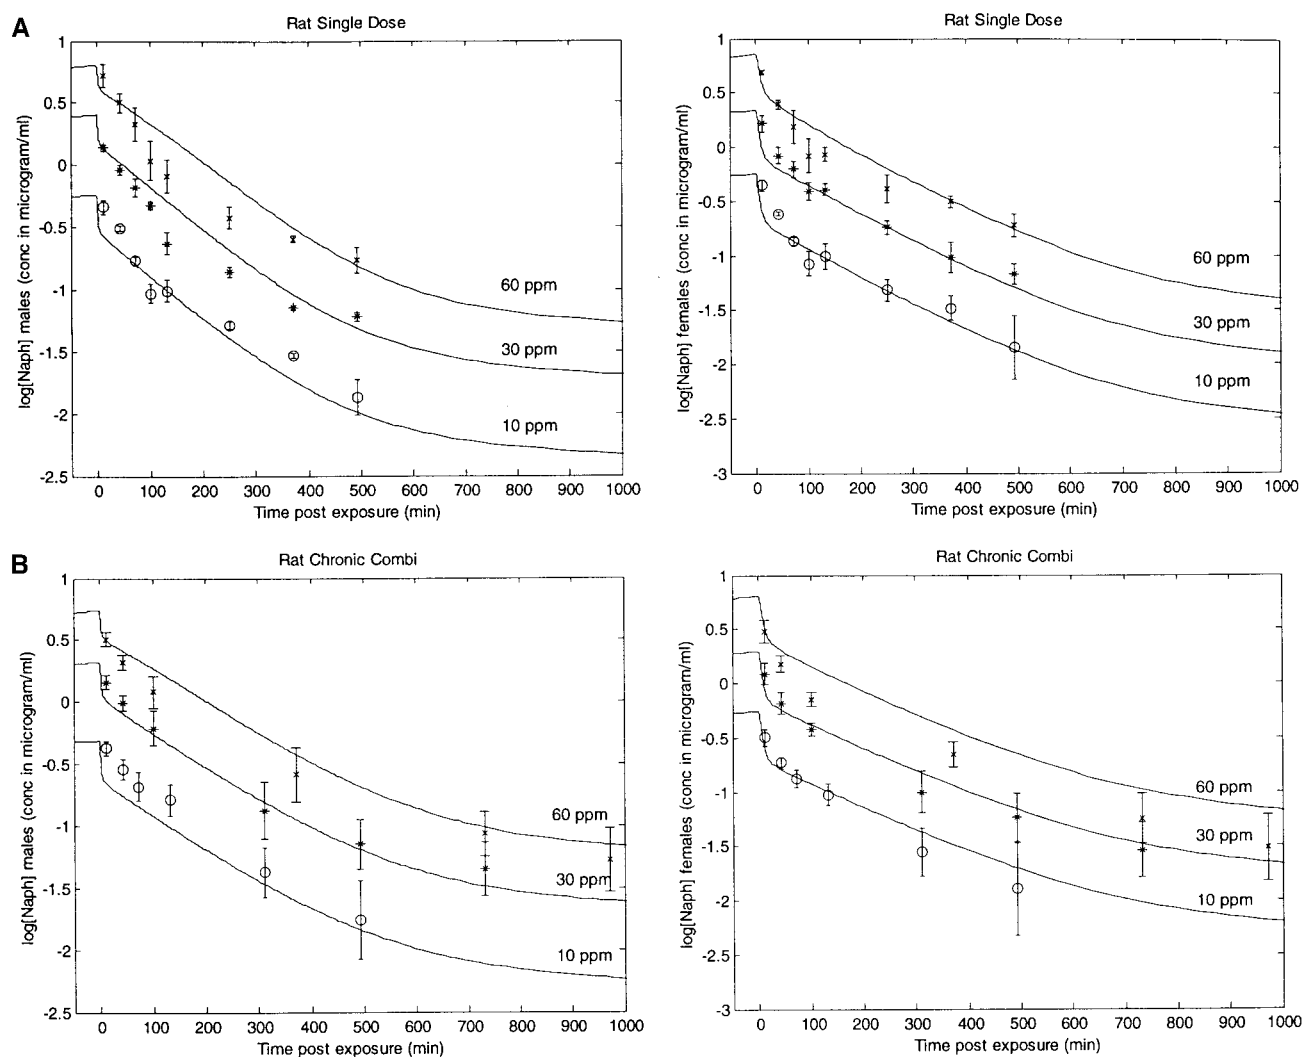 A
Rat Single Dose
log[Naph] males (conc in microgram/ml)
1
0.5
0
-0.5
-1
-1.5
-2
-2.5
60 ppm
30 ppm
10 ppm
0 100 200 300 400 500 600 700 800 900 1000
Time post exposure (min)
Rat Single Dose
log[Naph] females (conc in microgram/ml)
1
0.5
0
-0.5
-1
-1.5
-2
-2.5
-3
60 ppm
30 ppm
10 ppm
0 100 200 300 400 500 600 700 800 900 1000
Time post exposure (min)
B
Rat Chronic Combi
log[Naph] males (conc in microgram/ml)
1
0.5
0
-0.5
-1
-1.5
-2
-2.5
60 ppm
30 ppm
10 ppm
0 100 200 300 400 500 600 700 800 900 1000
Time post exposure (min)
Rat Chronic Combi
log[Naph] females (conc in microgram/ml)
1
0.5
0
-0.5
-1
-1.5
-2
-2.5
-3
60 ppm
30 ppm
10 ppm
0 100 200 300 400 500 600 700 800 900 1000
Time post exposure (min)